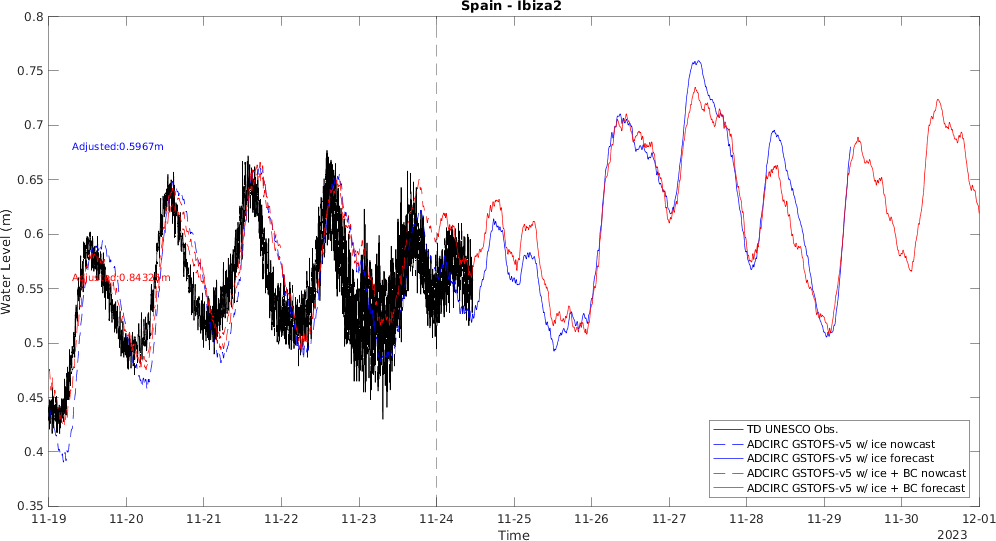 Spain - Ibiza2
0.8
0.75
0.7
0.65
0.6
0.55
0.5
0.45
0.4
0.35
Water Level (m)
Adjusted:0.5967m
TD UNESCO Obs.
ADCIRC GSTOFS-v5 w/ ice nowcast
ADCIRC GSTOFS-v5 w/ ice forecast
ADCIRC GSTOFS-v5 w/ ice + BC nowcast
ADCIRC GSTOFS-v5 w/ ice + BC forecast
11-19 11-20 11-21 11-22 11-23 11-24 11-25 11-26 11-27 11-28 11-29 11-30 12-01
Time
2023